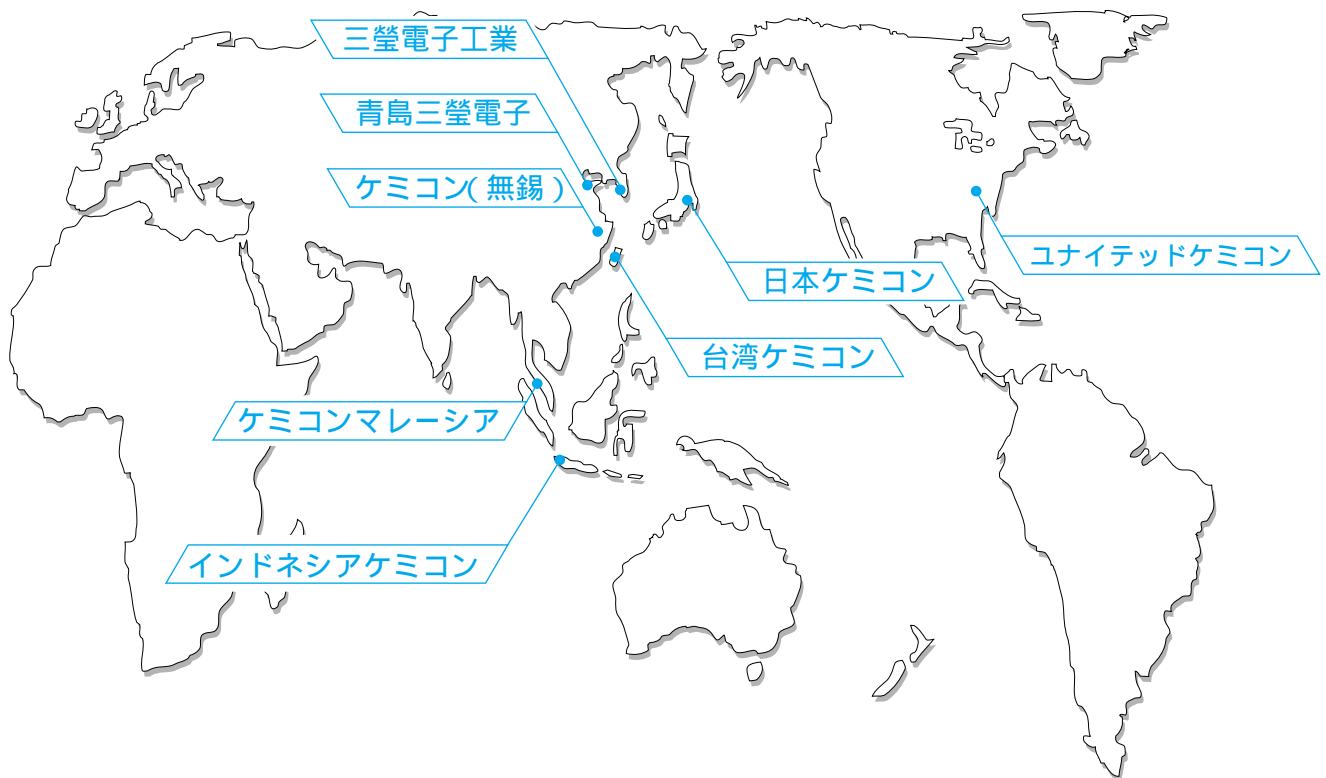 三瑩電子工業
青島三瑩電子
ケミコン(無錫)
ユナイテッドケミコン
日本ケミコン
台湾ケミコン
ケミコンマレーシア
インドネシアケミコン